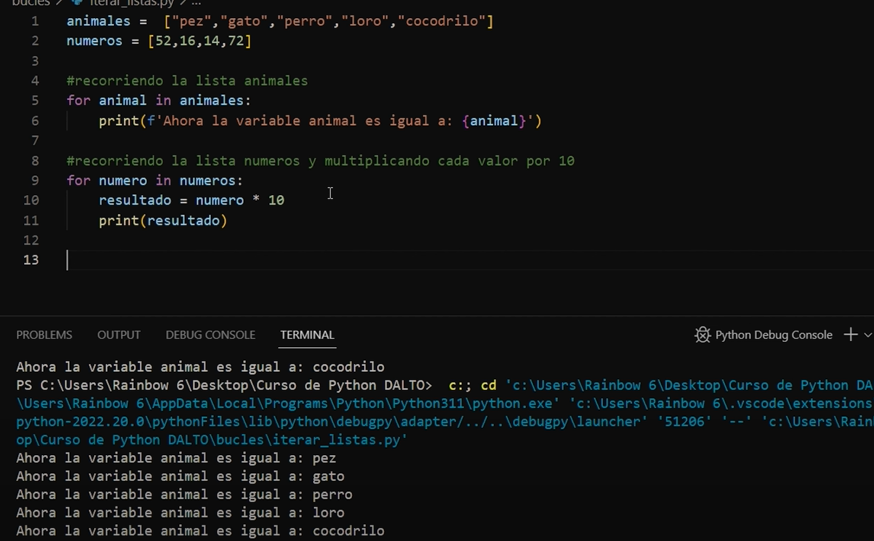 bucles > iterar_listas.py > ...
1 animales =  ["pez","gato","perro","loro","cocodrilo"]
2 numeros = [52,16,14,72]
3
4 #recorriendo la lista animales
5 for animal in animales:
6     print(f'Ahora la variable animal es igual a: {animal}')
7
8 #recorriendo la lista numeros y multiplicando cada valor por 10
9 for numero in numeros:
10     resultado = numero * 10
11     print(resultado)
12
13
PROBLEMS OUTPUT DEBUG CONSOLE TERMINAL Python Debug Console
Ahora la variable animal es igual a: cocodrilo
PS C:\Users\Rainbow 6\Desktop\Curso de Python DALTO>  c:; cd 'c:\Users\Rainbow 6\Desktop\Curso de Python DA
\Users\Rainbow 6\AppData\Local\Programs\Python\Python311\python.exe' 'c:\Users\Rainbow 6\.vscode\extensions
python-2022.20.0\pythonFiles\lib\python\debugpy\adapter/../..\debugpy\launcher' '51206' '--' 'c:\Users\Rain
op\Curso de Python DALTO\bucles\iterar_listas.py'
Ahora la variable animal es igual a: pez
Ahora la variable animal es igual a: gato
Ahora la variable animal es igual a: perro
Ahora la variable animal es igual a: loro
Ahora la variable animal es igual a: cocodrilo